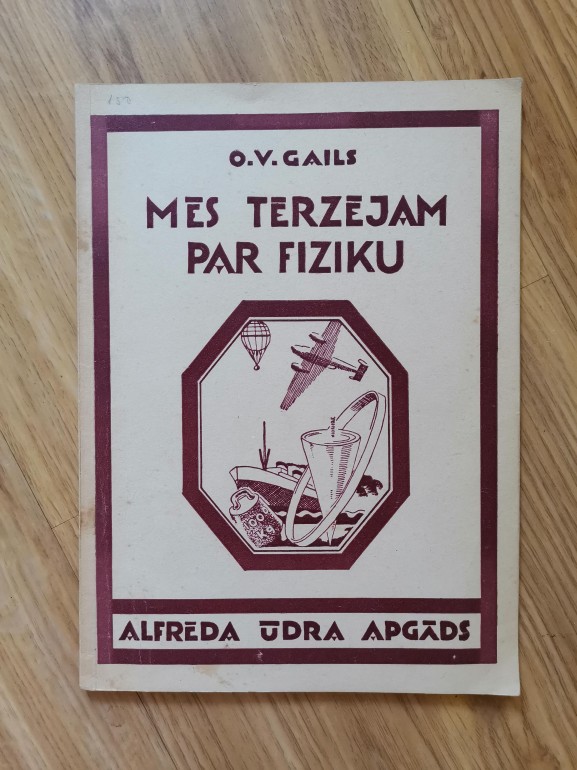 O.V. GAILS
MĒS TĒRZĒJAM
PAR FIZIKU
ALFRĒDA ŪDRA APGĀDS